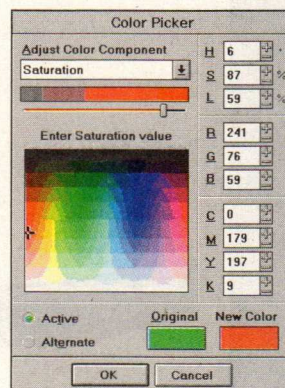 Color Picker
Adjust Color Component
Saturation
Enter Saturation value
H 6 °
S 87 %
L 59 %
R 241
G 76
B 59
C 0
M 179
Y 197
K 9
Active
Alternate
Original New Color
OK Cancel